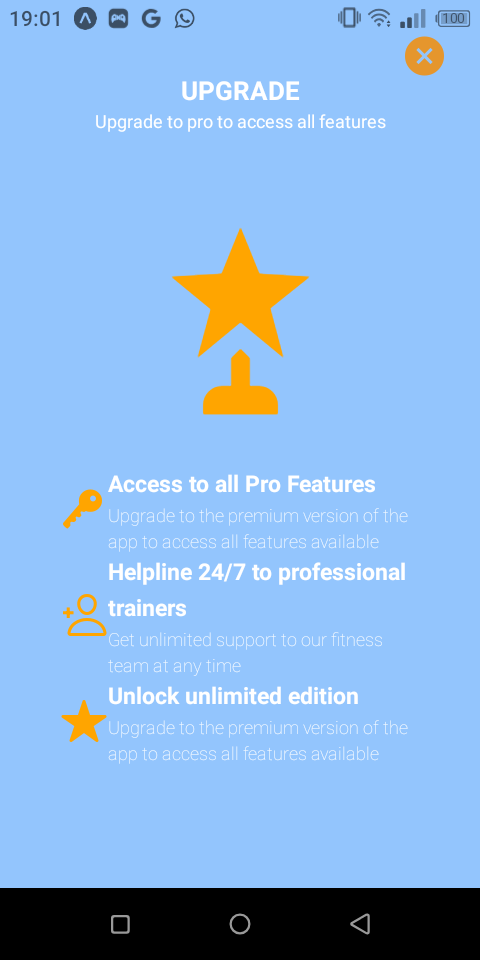 19:01
100
UPGRADE
Upgrade to pro to access all features
Access to all Pro Features
Upgrade to the premium version of the
app to access all features available
Helpline 24/7 to professional
trainers
Get unlimited support to our fitness
team at any time
Unlock unlimited edition
Upgrade to the premium version of the
app to access all features available